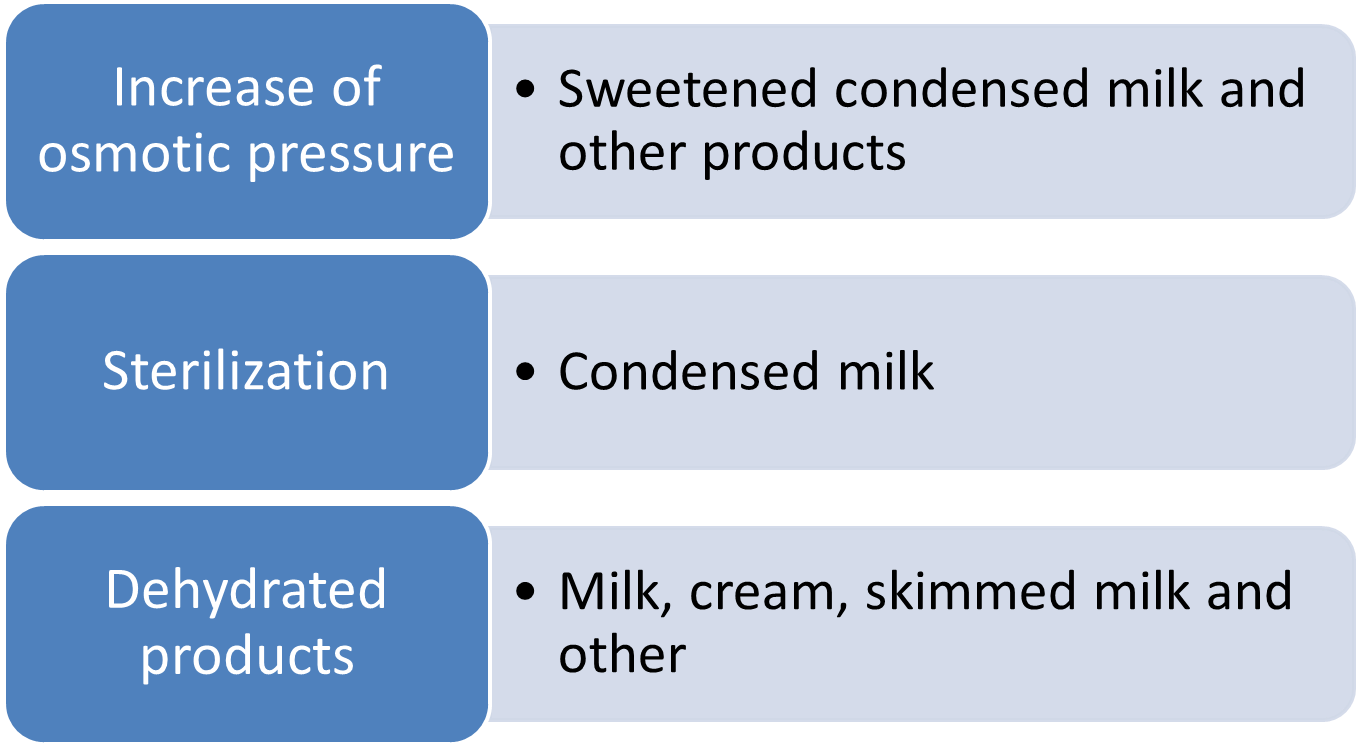 Increase of
osmotic pressure
• Sweetened condensed milk and
other products
Sterilization
• Condensed milk
Dehydrated
products
• Milk, cream, skimmed milk and
other